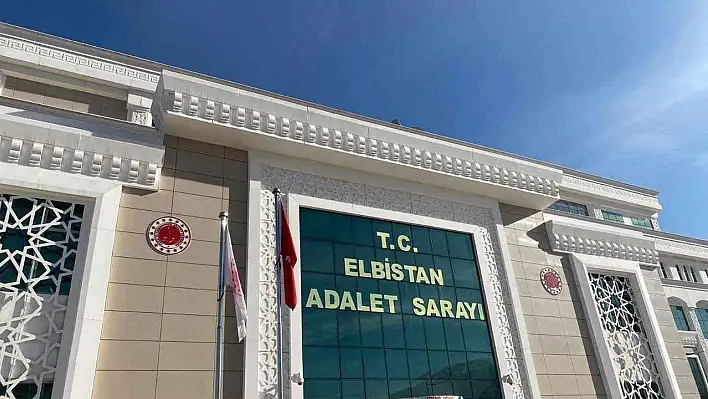 T.C.
ELBİSTAN
ADALET SARAYI